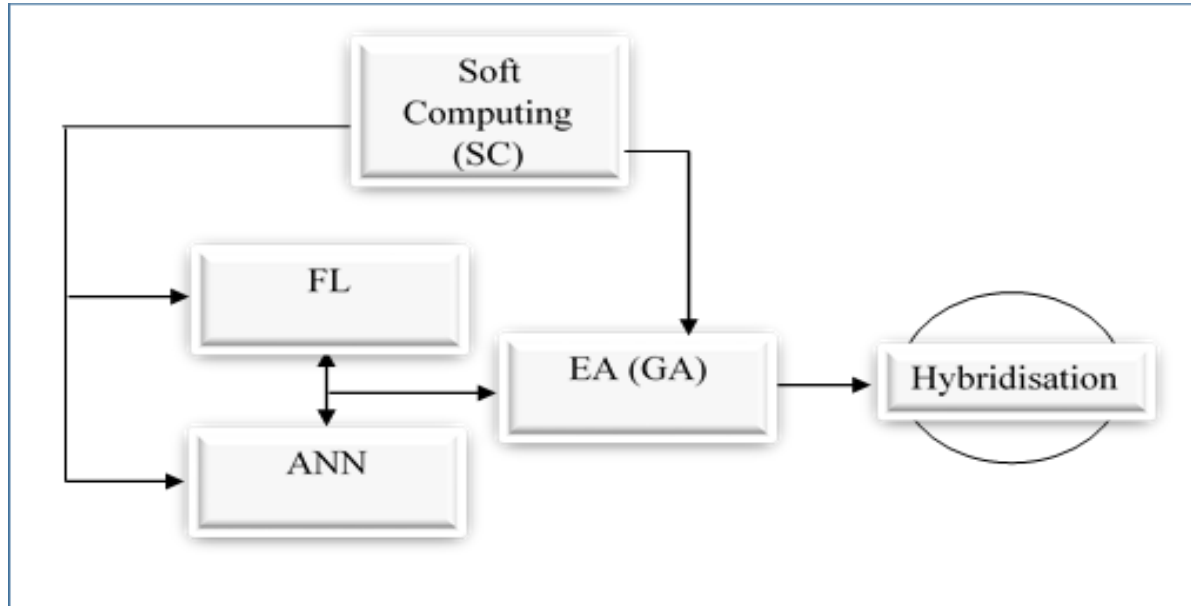 Soft
Computing
(SC)
FL
EA (GA)
Hybridisation
ANN